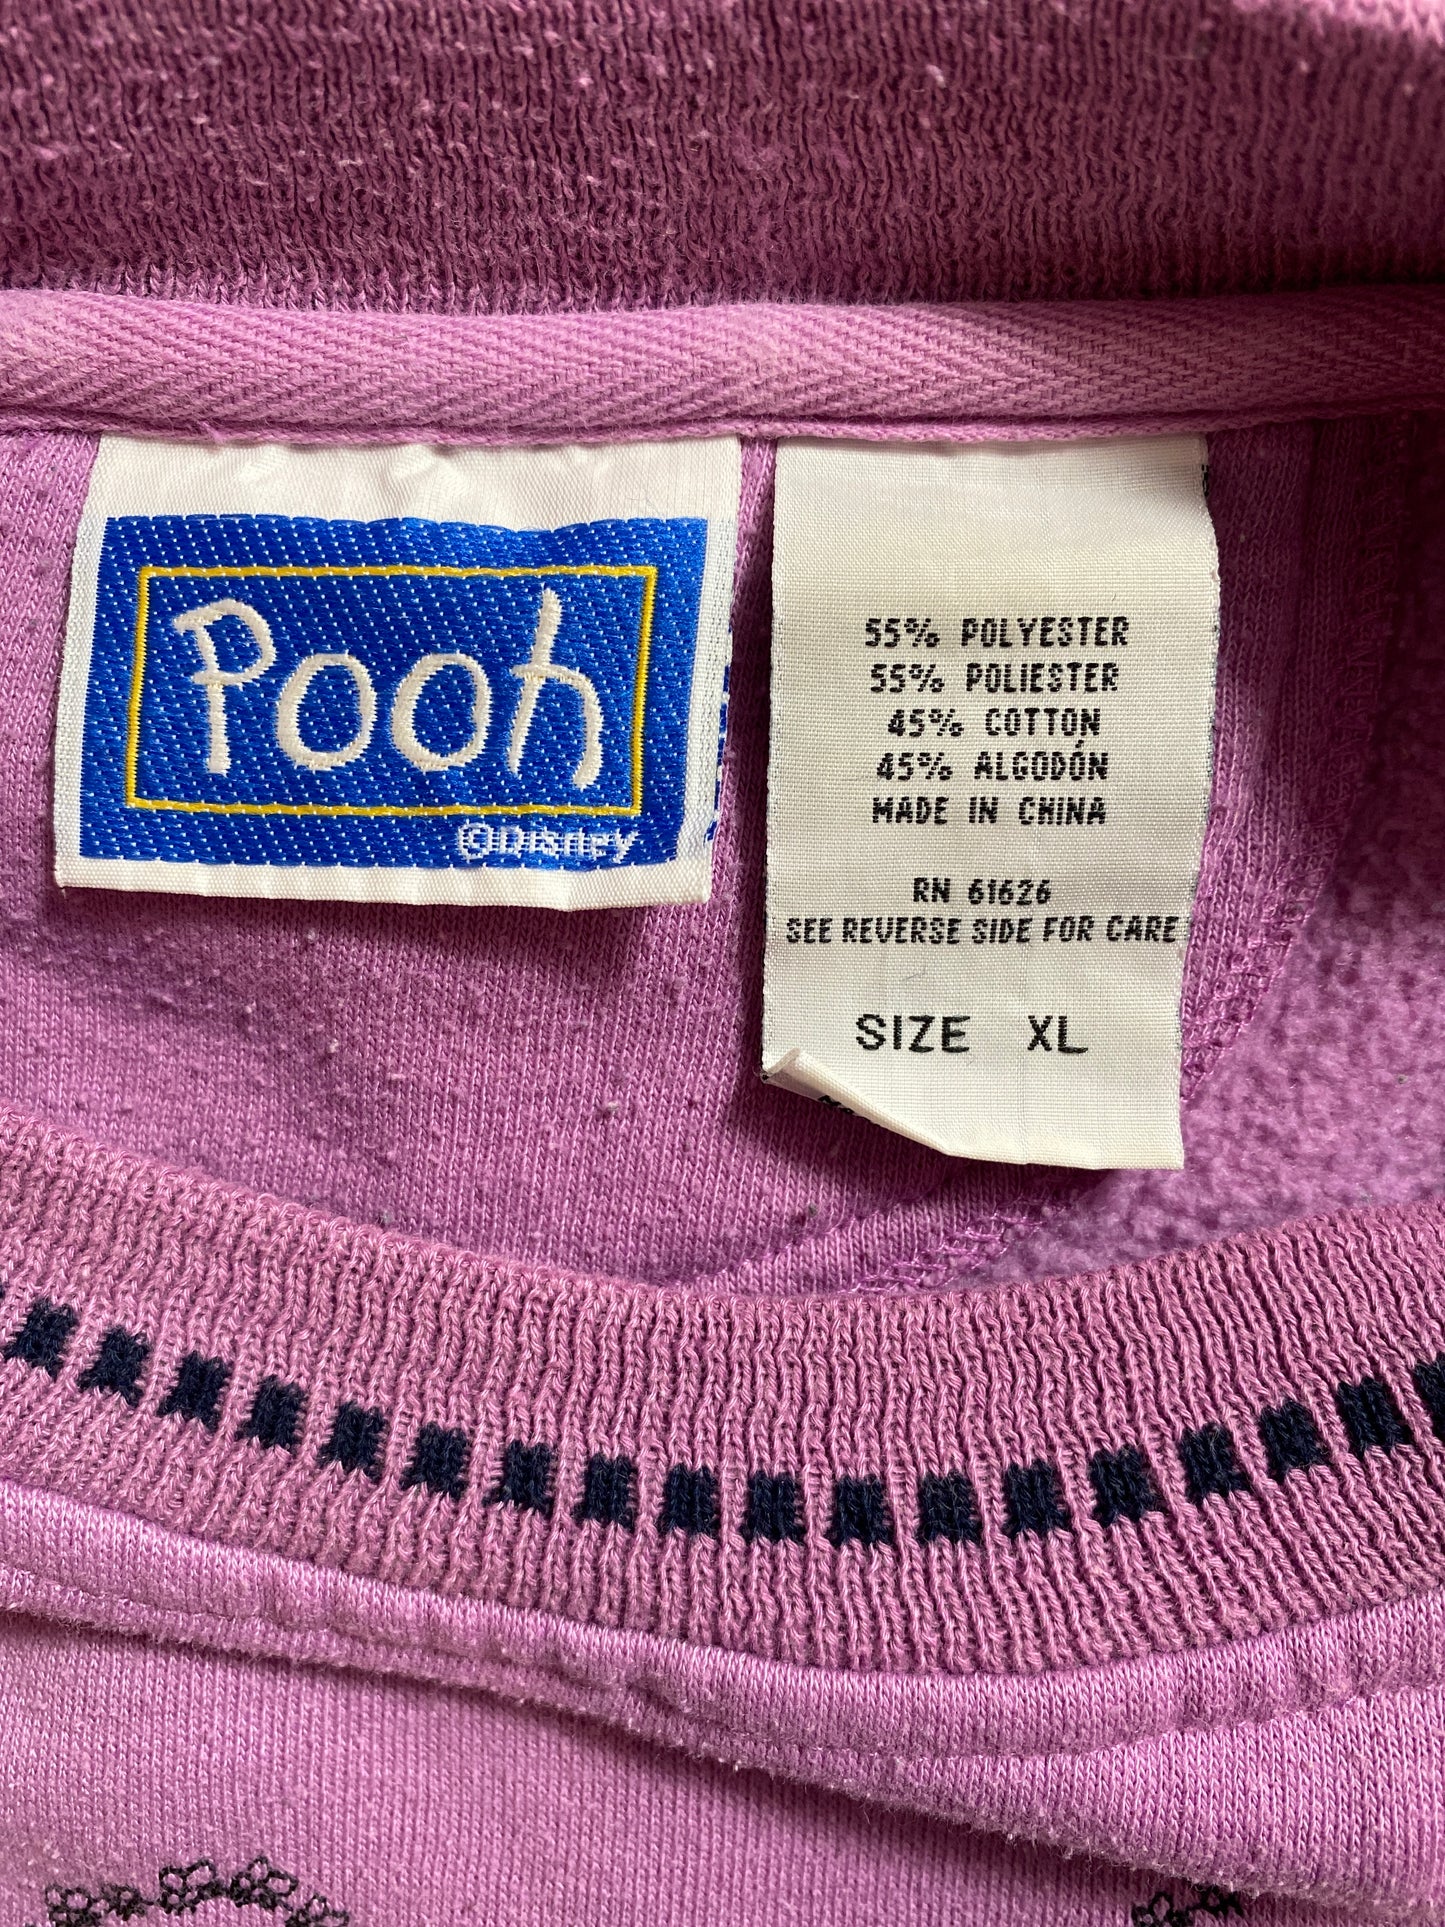 Pooh
©Disney
55% POLYESTER
55% POLIESTER
45% COTTON
45% ALGODÓN
MADE IN CHINA
RN 61626
SEE REVERSE SIDE FOR CARE
SIZE XL